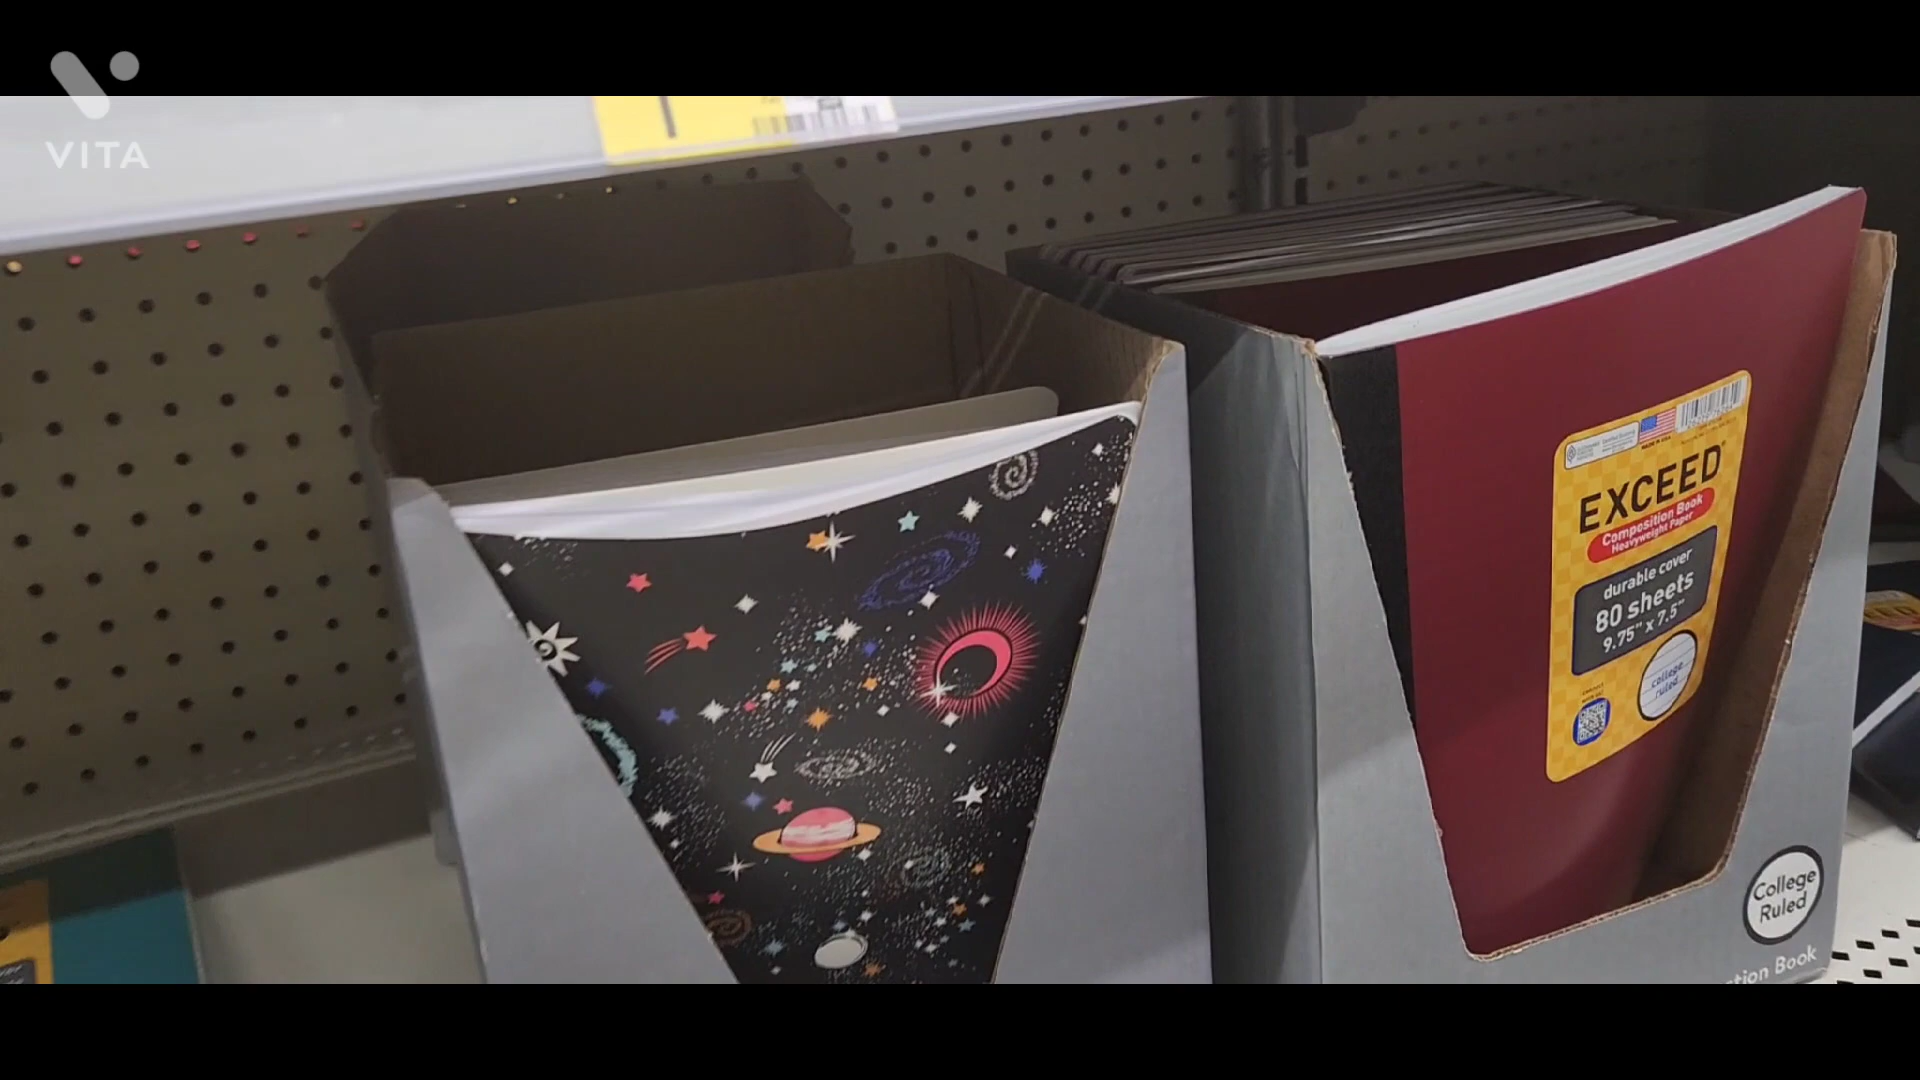 VITA
EXCEED
Composition Book
Heavyweight Paper
durable cover
80 sheets
9.75" x 7.5"
college
ruled
College
Ruled
tion Book